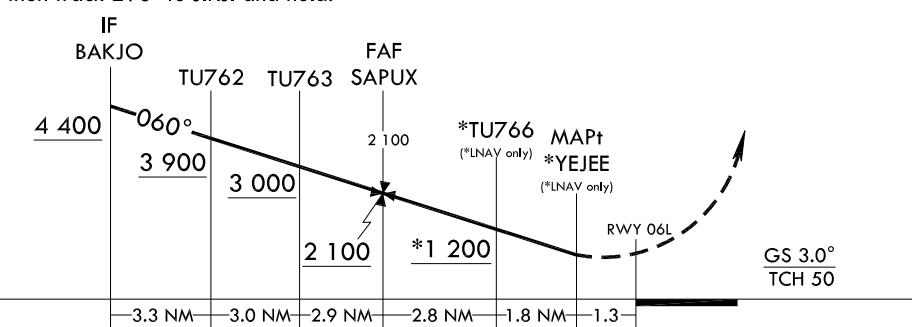 IF
BAKJO
TU762
TU763
FAF
SAPUX
2 100
*TU766
(*LNAV only)
MAPt
*YEJEE
(*LNAV only)
RWY 06L
060°
4 400
3 900
3 000
2 100
*1 200
GS 3.0°
TCH 50
3.3 NM
3.0 NM
2.9 NM
2.8 NM
1.8 NM
1.3